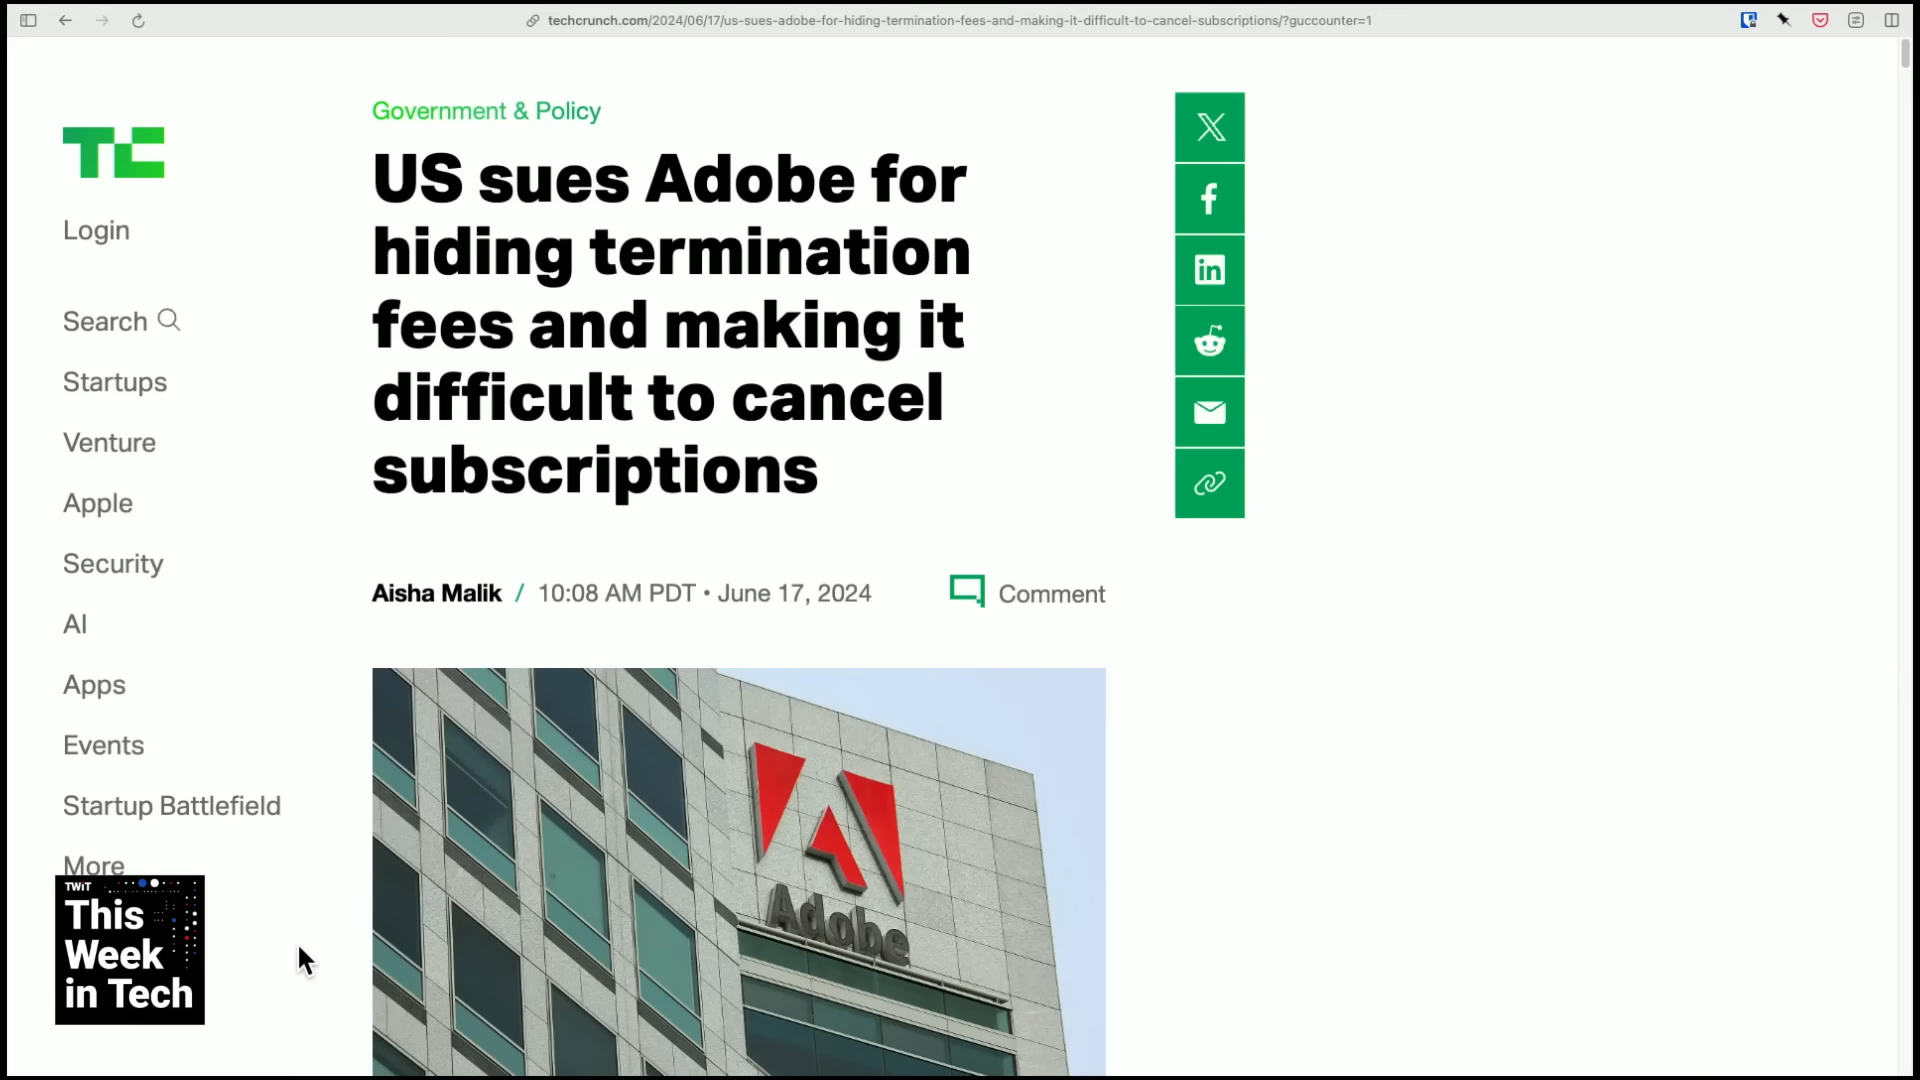 techcrunch.com/2024/06/17/us-sues-adobe-for-hiding-termination-fees-and-making-it-difficult-to-cancel-subscriptions/?guccounter=1
TC
Login
Search
Startups
Venture
Apple
Security
AI
Apps
Events
Startup Battlefield
More
TWiT
This
Week
in Tech
Government & Policy
US sues Adobe for
hiding termination
fees and making it
difficult to cancel
subscriptions
Aisha Malik / 10:08 AM PDT • June 17, 2024
Comment
Adobe